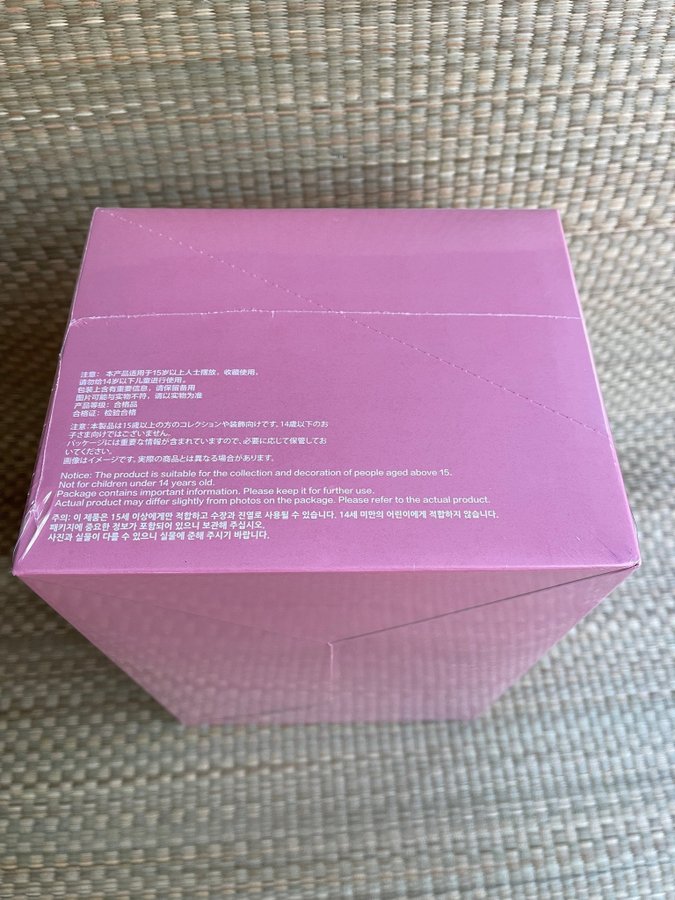 注意： 本产品适用于15岁以上人士摆放，收藏使用。
请勿给14岁以下儿童进行使用。
包装上含有重要信息，请保留备用
图片可能与实物不符，请以实物为准
产品等级：合格品
合格证：检验合格
注意:本製品は15歳以上の方のコレクションや装飾向けです。14歳以下のお
子さま向けではございません。
パッケージには重要な情報が含まれていますので、必要に応じて保管してお
いてください。
画像はイメージです。実際の商品とは異なる場合があります。
Notice: The product is suitable for the collection and decoration of people aged above 15.
Not for children under 14 years old.
Package contains important information. Please keep it for further use.
Actual product may differ slightly from photos on the package. Please refer to the actual product.
주의: 이 제품은 15세 이상에게만 적합하고 수장과 진열로 사용될 수 있습니다. 14세 미만의 어린이에게 적합하지 않습니다.
패키지에 중요한 정보가 포함되어 있으니 보관해 주십시오.
사진과 실물이 다를 수 있으니 실물에 준해 주시기 바랍니다.